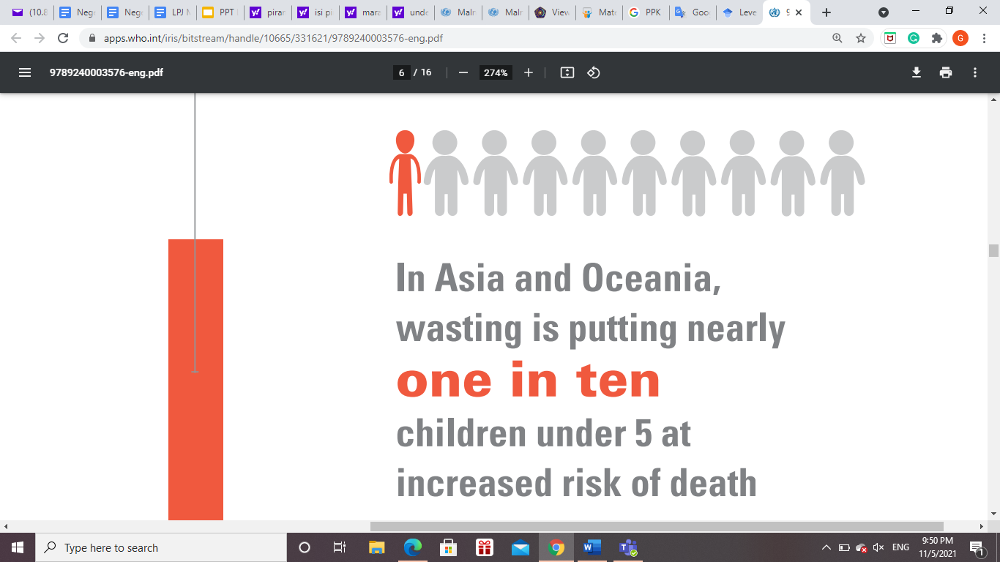 (10.8
Neg
Neg
LPJ M
PPT
pirar
isi pi
mara
unde
Maln
Maln
View
Mate
PPK
Goo
Leve
9
apps.who.int/iris/bitstream/handle/10665/331621/9789240003576-eng.pdf
G
9789240003576-eng.pdf
6 / 16
274%
In Asia and Oceania,
wasting is putting nearly
one in ten
children under 5 at
increased risk of death
Type here to search
ENG
9:50 PM
11/5/2021
1